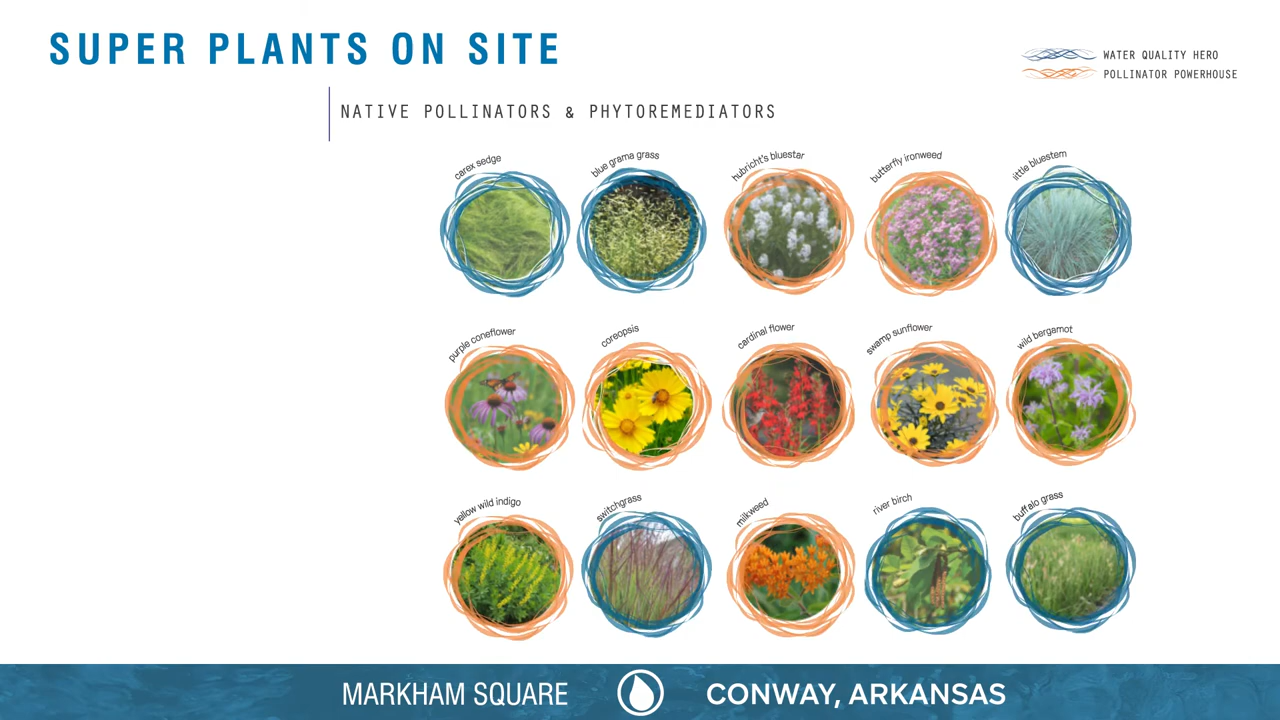 SUPER PLANTS ON SITE
WATER QUALITY HERO
POLLINATOR POWERHOUSE
NATIVE POLLINATORS & PHYTOREMEDIATORS
carex sedge
blue grama grass
hubricht's bluestar
butterfly ironweed
little bluestem
purple coneflower
coreopsis
cardinal flower
swamp sunflower
wild bergamot
yellow wild indigo
switchgrass
milkweed
river birch
buffalo grass
MARKHAM SQUARE
CONWAY, ARKANSAS